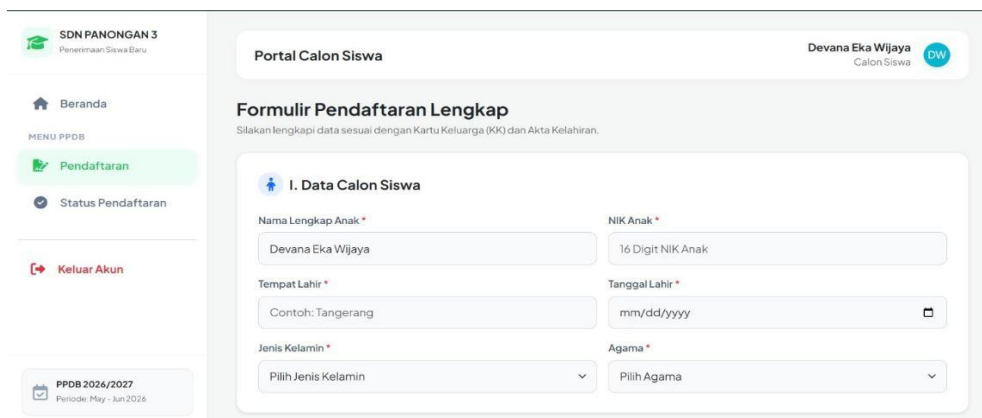 SDN PANONGAN 3
Penerimaan Siswa Baru
Beranda
MENU PPDB
Pendaftaran
Status Pendaftaran
Keluar Akun
PPDB 2026/2027
Periode: May - Jun 2026
Portal Calon Siswa
Devana Eka Wijaya
Calon Siswa
DW
Formulir Pendaftaran Lengkap
Silakan lengkapi data sesuai dengan Kartu Keluarga (KK) dan Akta Kelahiran.
I. Data Calon Siswa
Nama Lengkap Anak *
NIK Anak *
Devana Eka Wijaya
16 Digit NIK Anak
Tempat Lahir *
Tanggal Lahir *
Contoh: Tangerang
mm/dd/yyyy
Jenis Kelamin *
Agama *
Pilih Jenis Kelamin
Pilih Agama